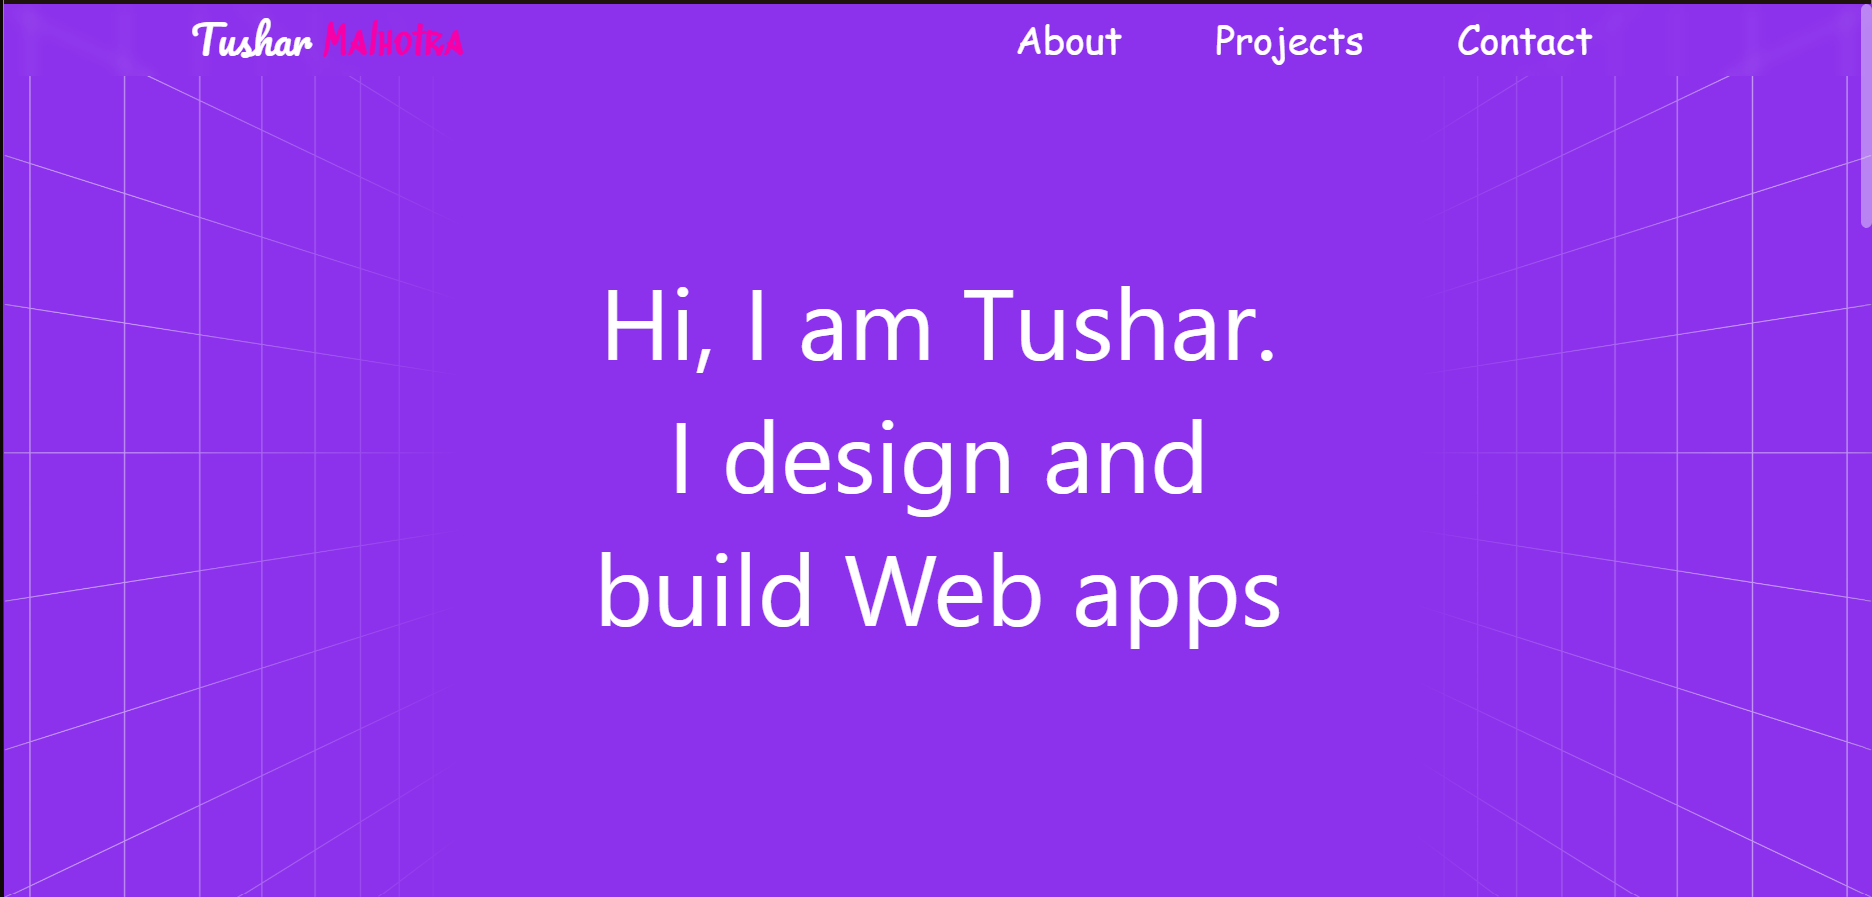 Tushar Malhotra
About Projects Contact
Hi, I am Tushar.
I design and
build Web apps